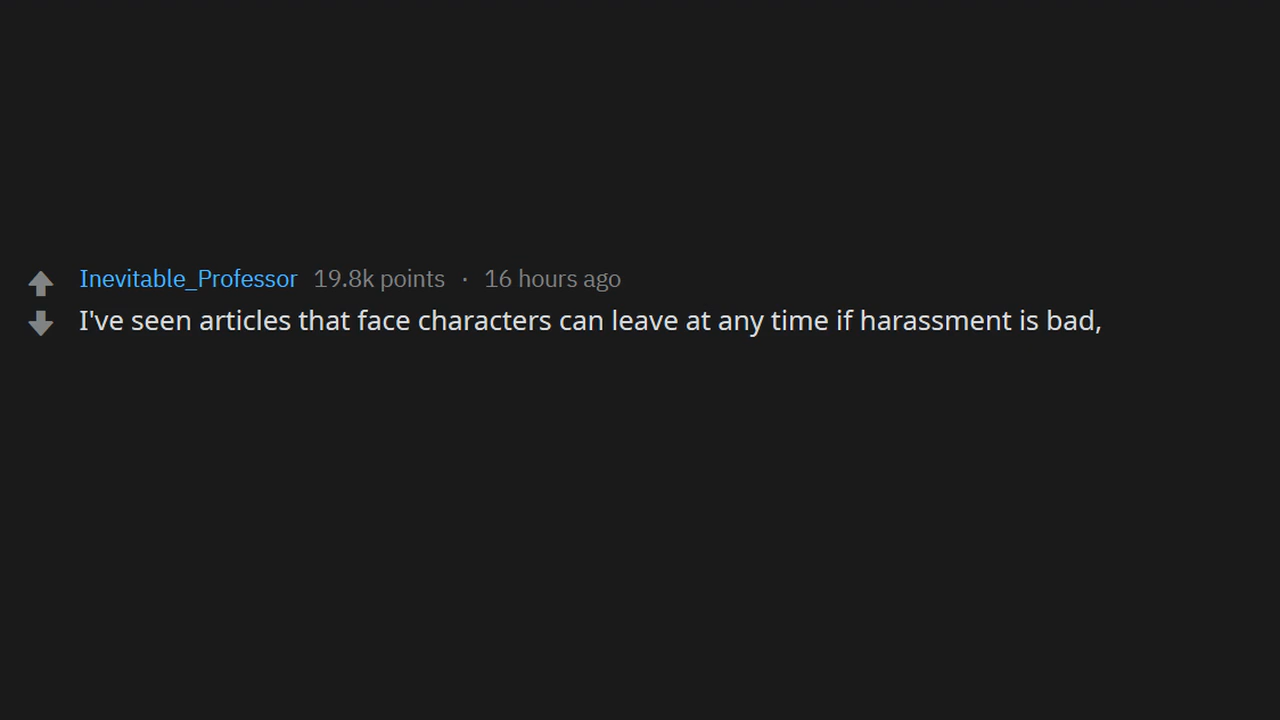 Inevitable_Professor 19.8k points · 16 hours ago
I've seen articles that face characters can leave at any time if harassment is bad,